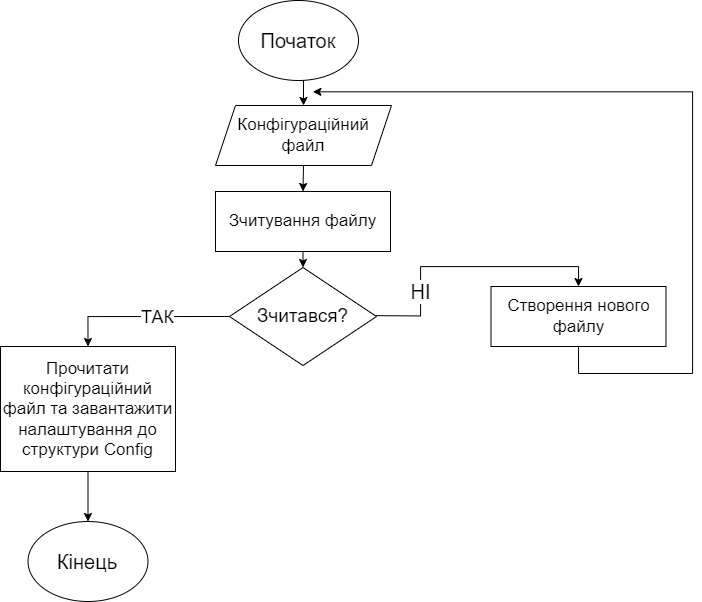 Початок
Конфігураційний
файл
Зчитування файлу
Зчитався?
ТАК
НІ
Створення нового
файлу
Прочитати
конфігураційний
файл та завантажити
налаштування до
структури Config
Кінець